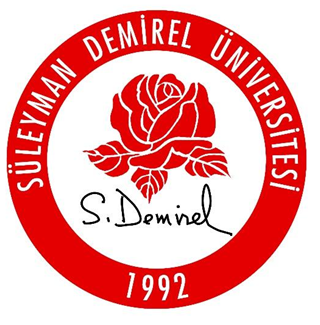 SÜLEYMAN DEMİREL ÜNİVERSİTESİ
S. Demirel
1992